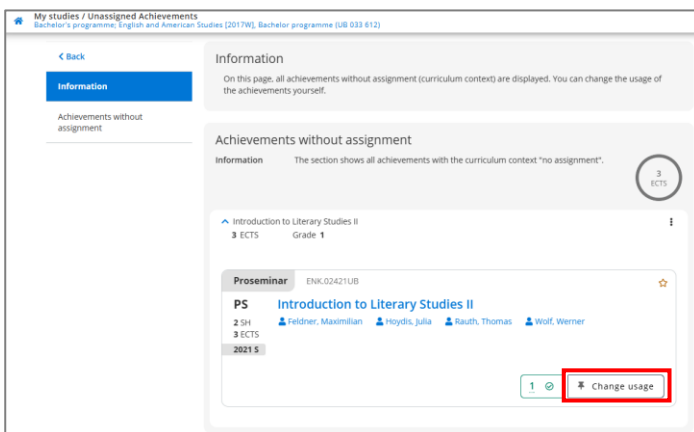 My studies / Unassigned Achievements
Bachelor's programme; English and American Studies [2017W], Bachelor programme (UB 033 612)
Back
Information
Achievements without
assignment
Information
On this page, all achievements without assignment (curriculum context) are displayed. You can change the usage of
the achievements yourself.
Achievements without assignment
Information The section shows all achievements with the curriculum context "no assignment".
3
ECTS
Introduction to Literary Studies II
3 ECTS Grade 1
Proseminar ENK.02421UB
PS Introduction to Literary Studies II
2 SH Feldner, Maximilian Hoydis, Julia Rauth, Thomas Wolf, Werner
3 ECTS
2021 S
1 Change usage